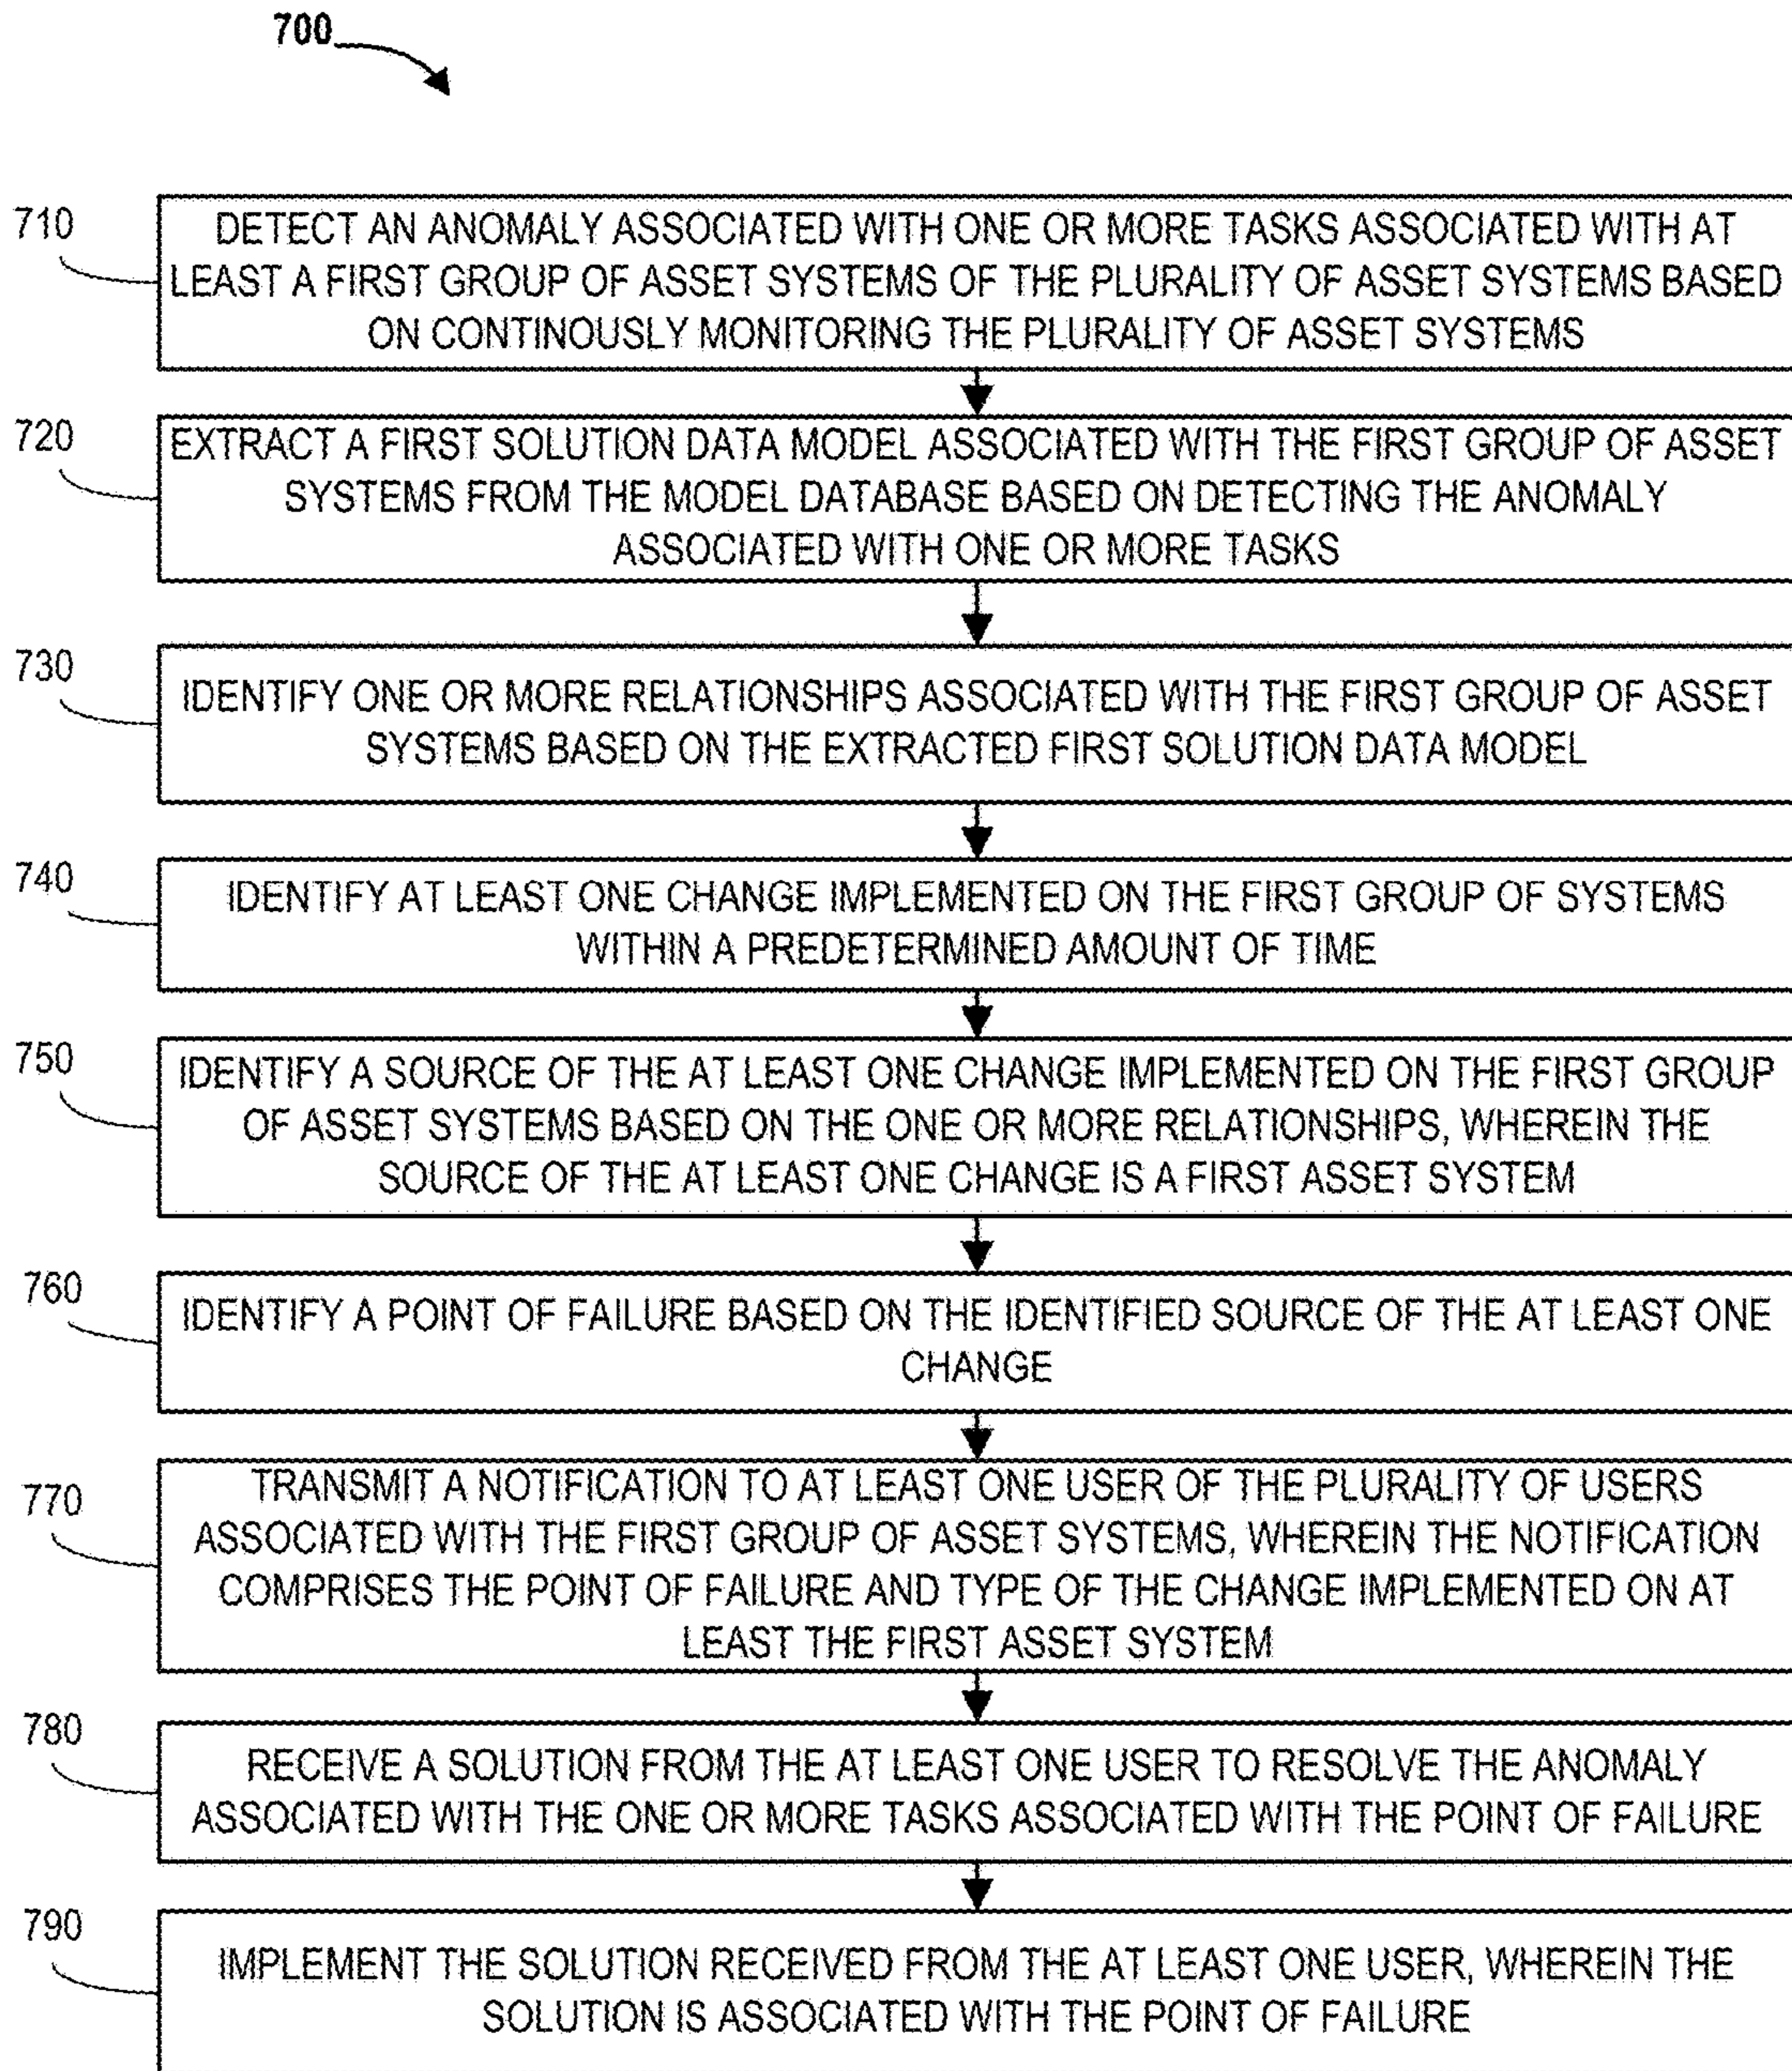 700
710
DETECT AN ANOMALY ASSOCIATED WITH ONE OR MORE TASKS ASSOCIATED WITH AT
LEAST A FIRST GROUP OF ASSET SYSTEMS OF THE PLURALITY OF ASSET SYSTEMS BASED
ON CONTINOUSLY MONITORING THE PLURALITY OF ASSET SYSTEMS
720
EXTRACT A FIRST SOLUTION DATA MODEL ASSOCIATED WITH THE FIRST GROUP OF ASSET
SYSTEMS FROM THE MODEL DATABASE BASED ON DETECTING THE ANOMALY
ASSOCIATED WITH ONE OR MORE TASKS
730
IDENTIFY ONE OR MORE RELATIONSHIPS ASSOCIATED WITH THE FIRST GROUP OF ASSET
SYSTEMS BASED ON THE EXTRACTED FIRST SOLUTION DATA MODEL
740
IDENTIFY AT LEAST ONE CHANGE IMPLEMENTED ON THE FIRST GROUP OF SYSTEMS
WITHIN A PREDETERMINED AMOUNT OF TIME
750
IDENTIFY A SOURCE OF THE AT LEAST ONE CHANGE IMPLEMENTED ON THE FIRST GROUP
OF ASSET SYSTEMS BASED ON THE ONE OR MORE RELATIONSHIPS, WHEREIN THE
SOURCE OF THE AT LEAST ONE CHANGE IS A FIRST ASSET SYSTEM
760
IDENTIFY A POINT OF FAILURE BASED ON THE IDENTIFIED SOURCE OF THE AT LEAST ONE
CHANGE
770
TRANSMIT A NOTIFICATION TO AT LEAST ONE USER OF THE PLURALITY OF USERS
ASSOCIATED WITH THE FIRST GROUP OF ASSET SYSTEMS, WHEREIN THE NOTIFICATION
COMPRISES THE POINT OF FAILURE AND TYPE OF THE CHANGE IMPLEMENTED ON AT
LEAST THE FIRST ASSET SYSTEM
780
RECEIVE A SOLUTION FROM THE AT LEAST ONE USER TO RESOLVE THE ANOMALY
ASSOCIATED WITH THE ONE OR MORE TASKS ASSOCIATED WITH THE POINT OF FAILURE
790
IMPLEMENT THE SOLUTION RECEIVED FROM THE AT LEAST ONE USER, WHEREIN THE
SOLUTION IS ASSOCIATED WITH THE POINT OF FAILURE